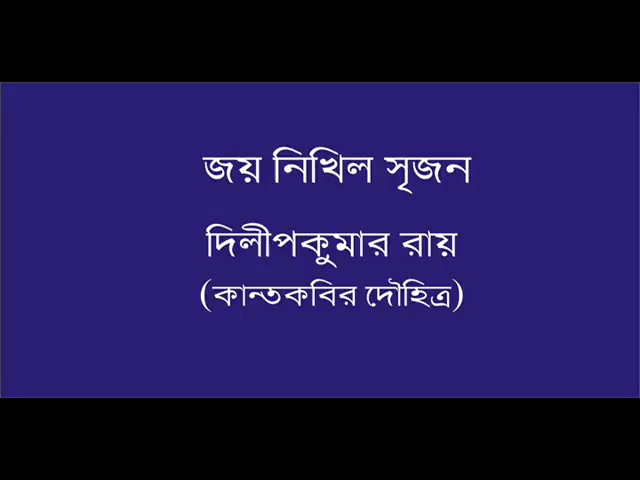 জয় নিখিল সৃজন
দিলীপকুমার রায়
(কান্তকবির দৌহিত্র)